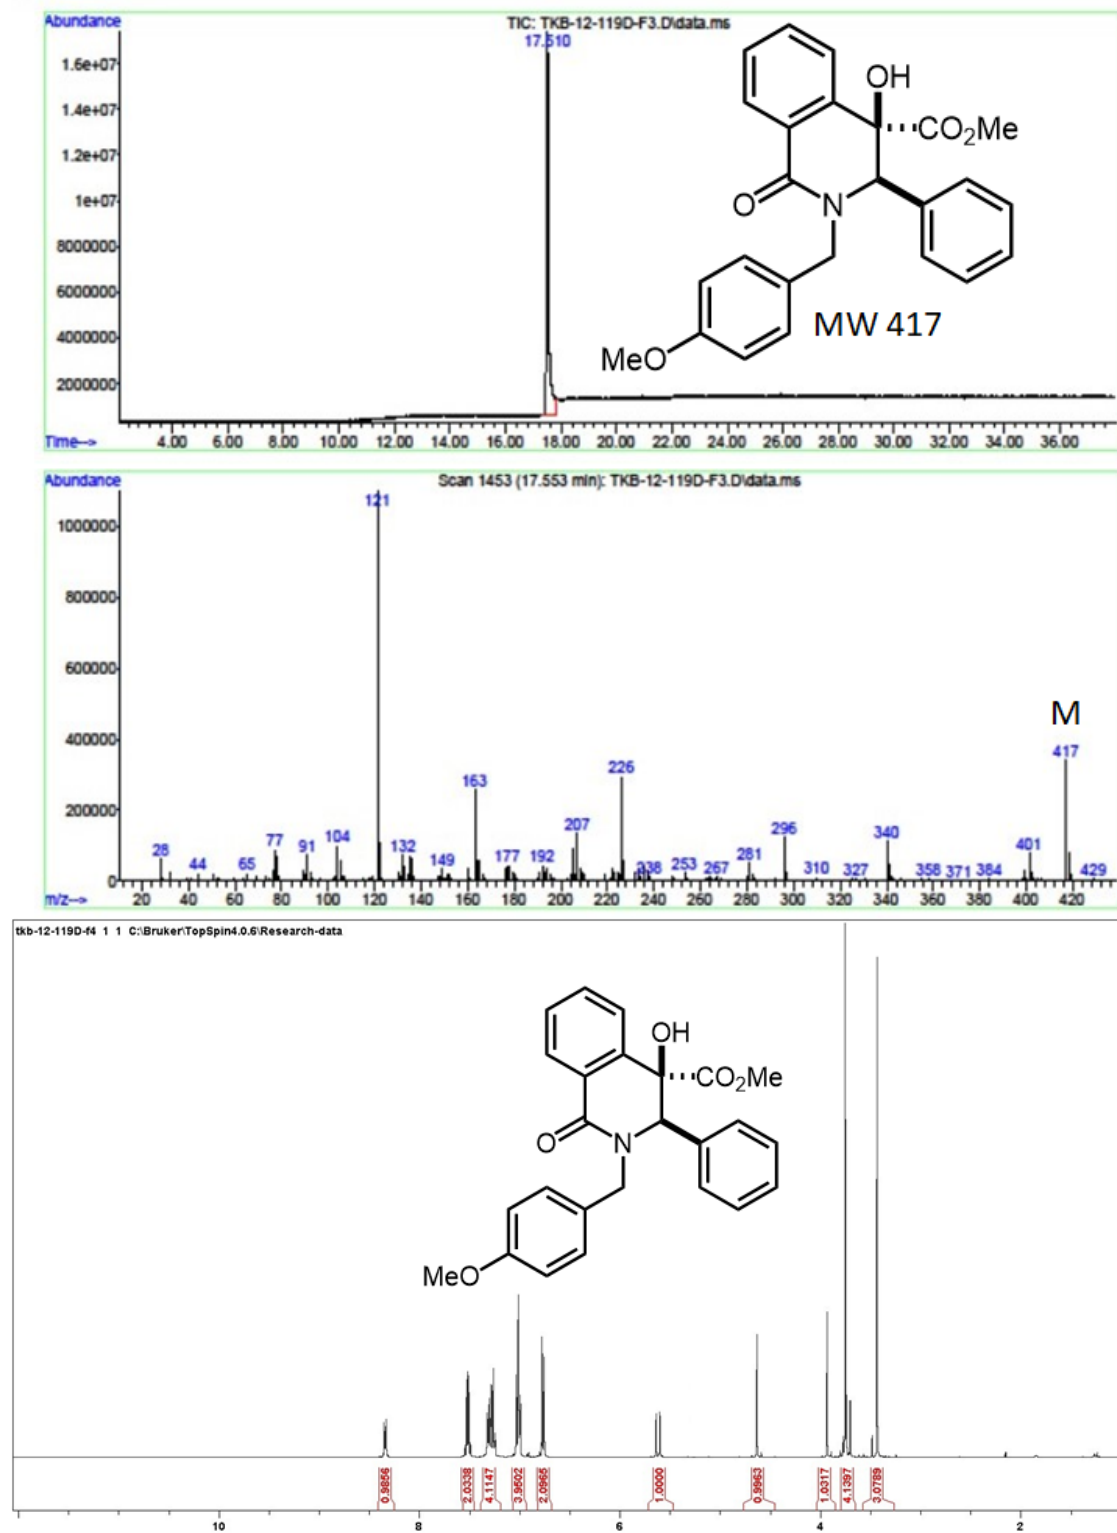 Abundance
TIC: TKB-12-119D-F3.D\data.ms
17.510
1.6e+07
1.4e+07
1.2e+07
1e+07
8000000
6000000
4000000
2000000
OH
CO2Me
O
N
MeO
MW 417
Time-->
4.00 6.00 8.00 10.00 12.00 14.00 16.00 18.00 20.00 22.00 24.00 26.00 28.00 30.00 32.00 34.00 36.00
Abundance
Scan 1453 (17.553 min): TKB-12-119D-F3.D\data.ms
121
1000000
800000
600000
400000
200000
0
M
417
226
163
207
296
340
28 44 65 77 91 104 132 149 177 192 238 253 267 281 310 327 358 371 384 401 429
m/z-->
20 40 60 80 100 120 140 160 180 200 220 240 260 280 300 320 340 360 380 400 420
tkb-12-119D-f4 1 1 C:\Bruker\TopSpin4.0.6\Research-data
OH
CO2Me
O
N
MeO
0.9856
2.0338
4.1147
3.9502
2.0965
1.0000
0.9963
1.0317
4.1397
3.0789
10 8 6 4 2